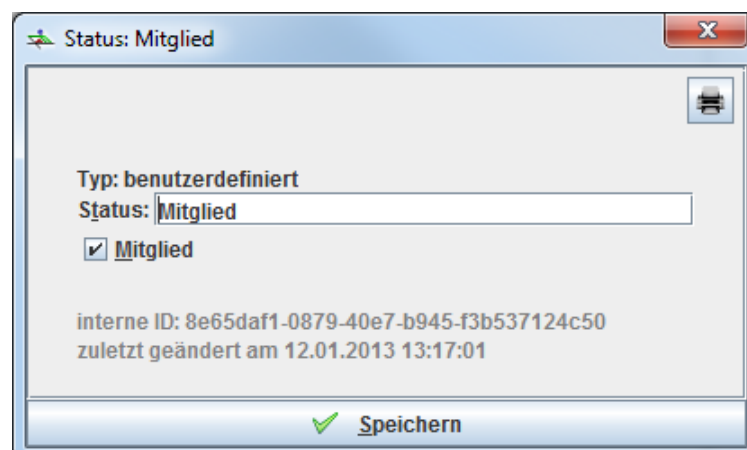 Status: Mitglied
Typ: benutzerdefiniert
Status: Mitglied
Mitglied
interne ID: 8e65daf1-0879-40e7-b945-f3b537124c50
zuletzt geändert am 12.01.2013 13:17:01
Speichern